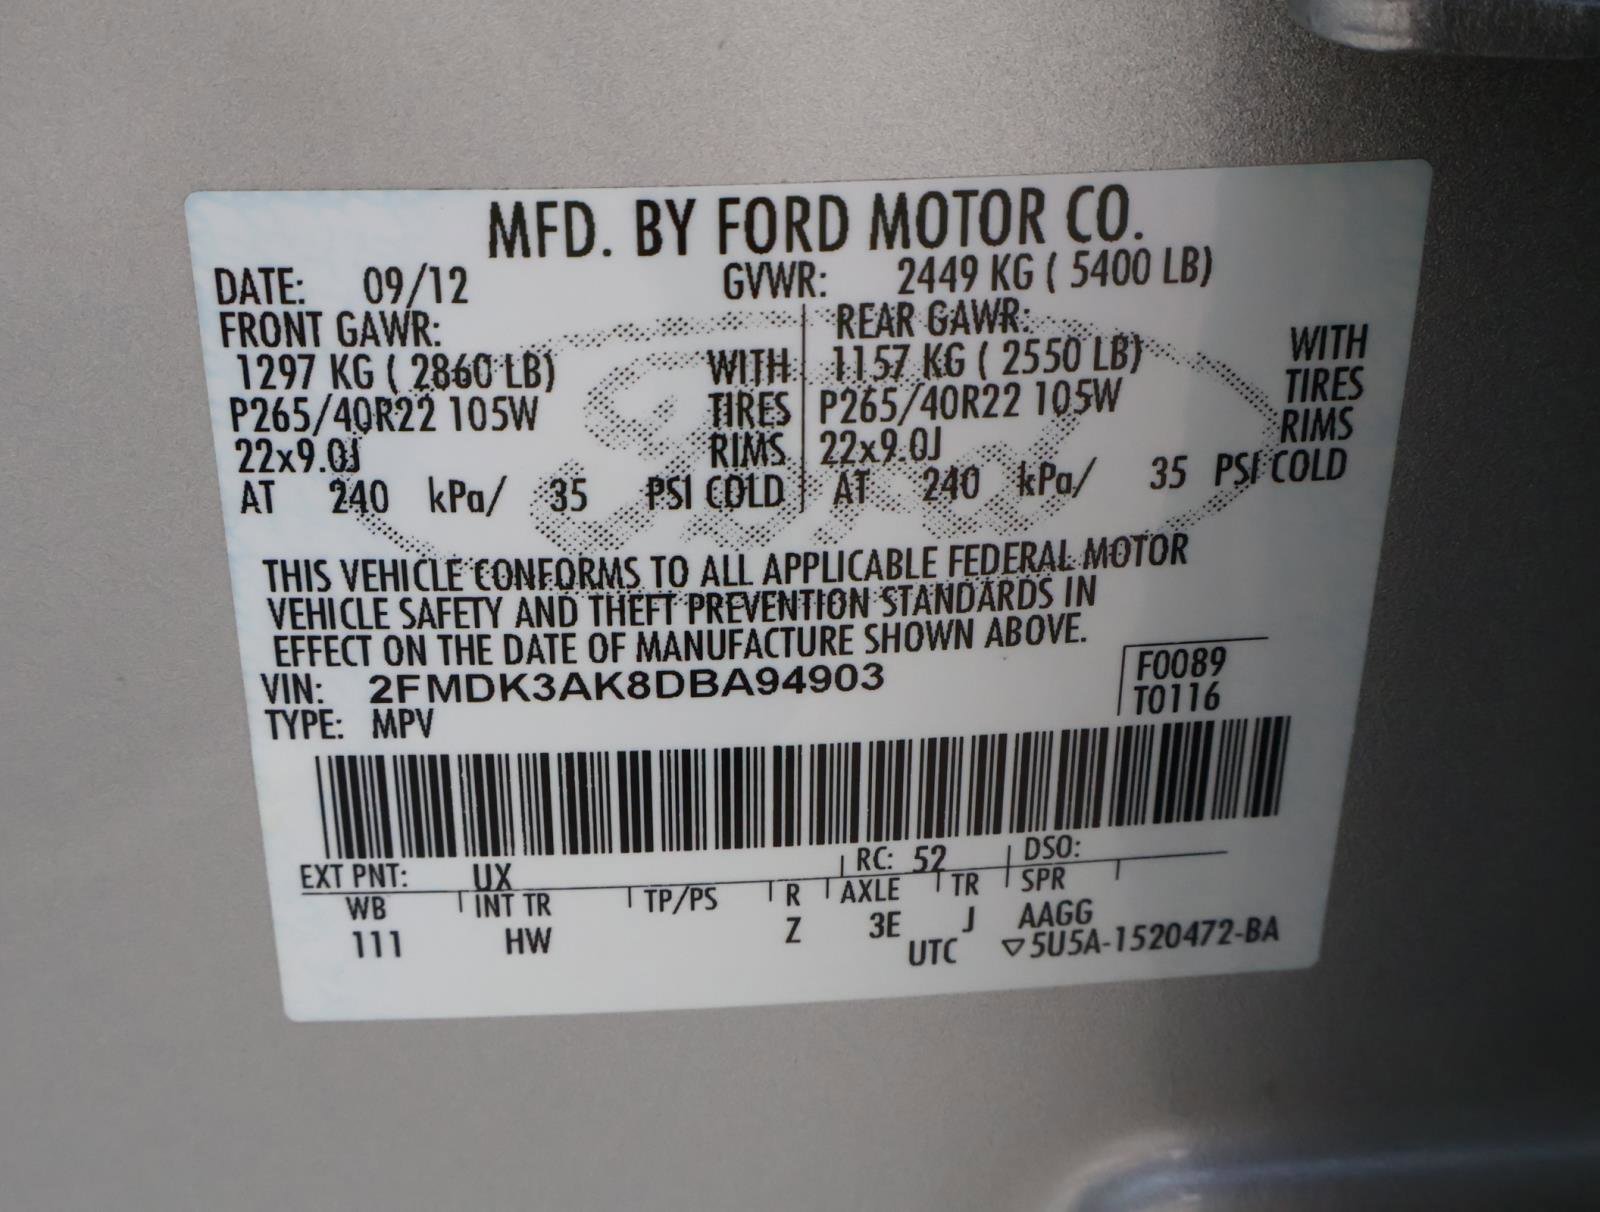 MFD. BY FORD MOTOR CO.
DATE: 09/12 GVWR: 2449 KG ( 5400 LB)
FRONT GAWR: REAR GAWR:
1297 KG ( 2860 LB) WITH 1157 KG ( 2550 LB) WITH
P265/40R22 105W TIRES P265/40R22 105W TIRES
22x9.0J RIMS 22x9.0J RIMS
AT 240 kPa/ 35 PSI COLD AT 240 kPa/ 35 PSI COLD
Ford
THIS VEHICLE CONFORMS TO ALL APPLICABLE FEDERAL MOTOR
VEHICLE SAFETY AND THEFT PREVENTION STANDARDS IN
EFFECT ON THE DATE OF MANUFACTURE SHOWN ABOVE.
VIN: 2FMDK3AK8DBA94903 F0089
TYPE: MPV T0116
EXT PNT: UX RC: 52 DSO:
WB INT TR TP/PS R AXLE TR SPR
111 HW Z 3E J AAGG
UTC ▽5U5A-1520472-BA